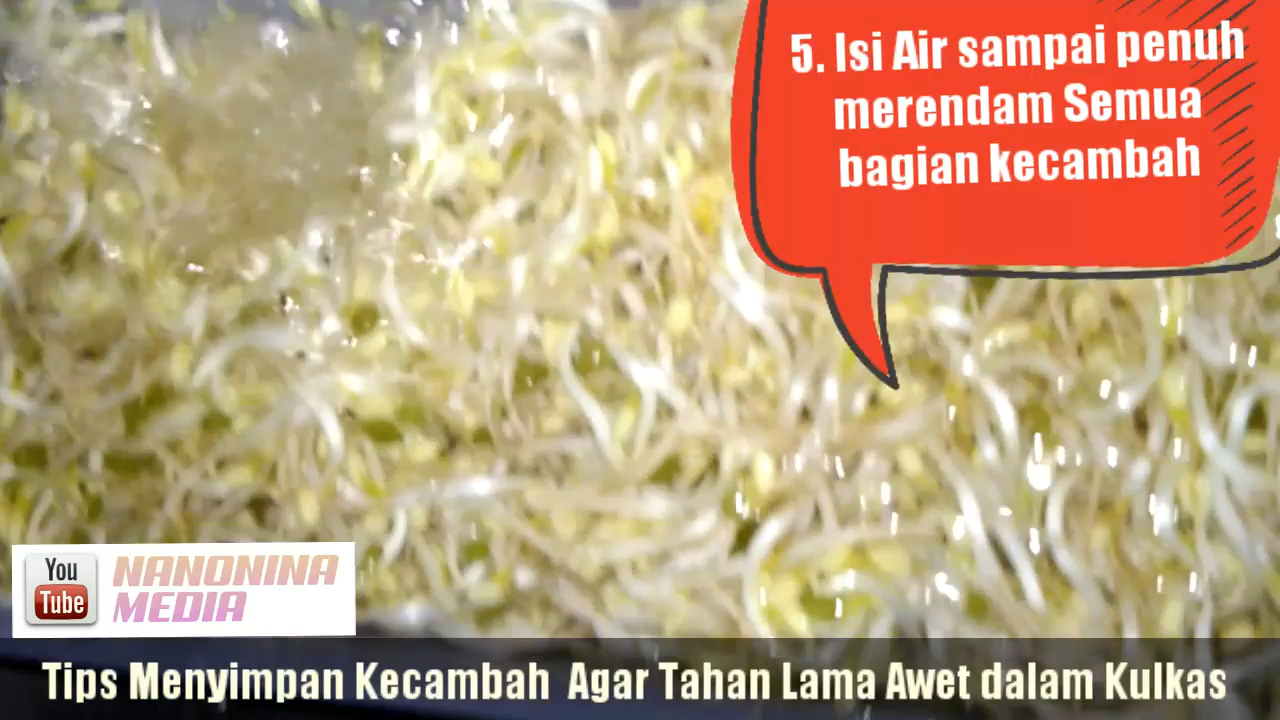 5. Isi Air sampai penuh
merendam Semua
bagian kecambah
You
Tube
NANONINA
MEDIA
Tips Menyimpan Kecambah Agar Tahan Lama Awet dalam Kulkas